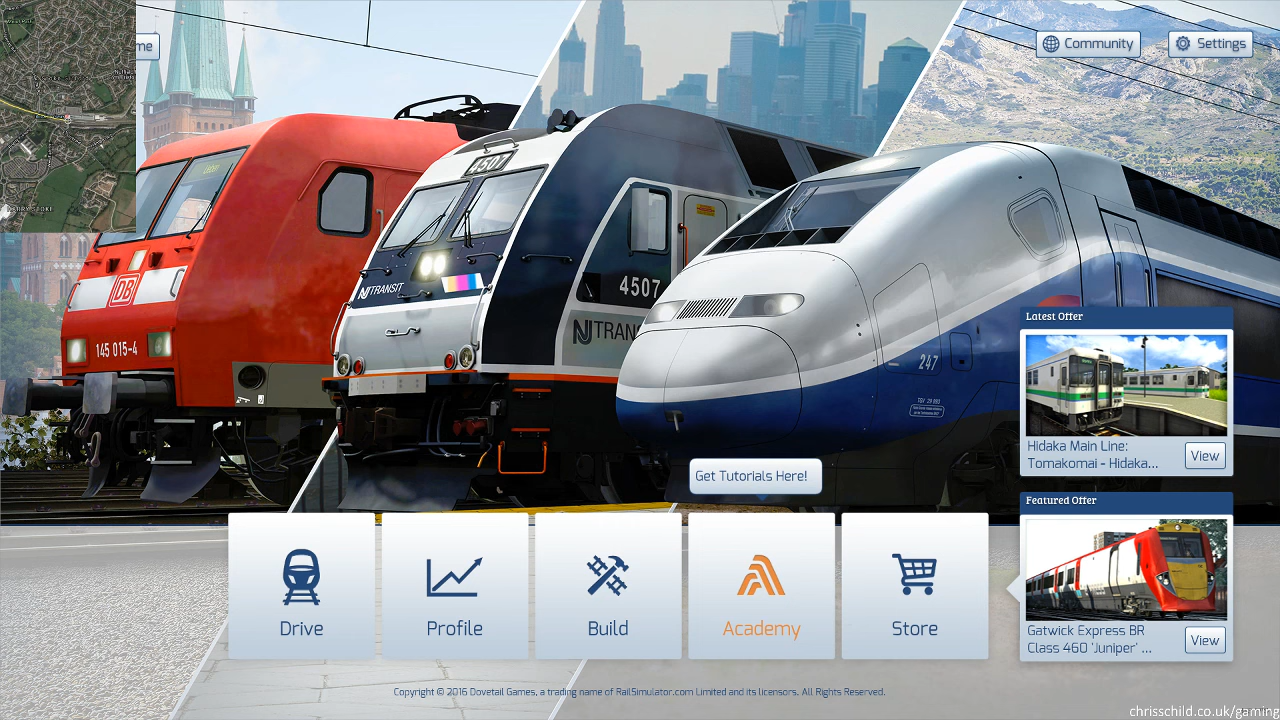 me
Community
Settings
4507
DB
145 015-4
NJ TRANSIT
4507
NJ TRANS
247
Latest Offer
Hidaka Main Line:
Tomakomai - Hidaka...
View
Get Tutorials Here!
Featured Offer
Gatwick Express BR
Class 460 'Juniper' ...
View
Drive
Profile
Build
Academy
Store
Copyright © 2016 Dovetail Games, a trading name of RailSimulator.com Limited and its licensors. All Rights Reserved.
chrisschild.co.uk/gaming